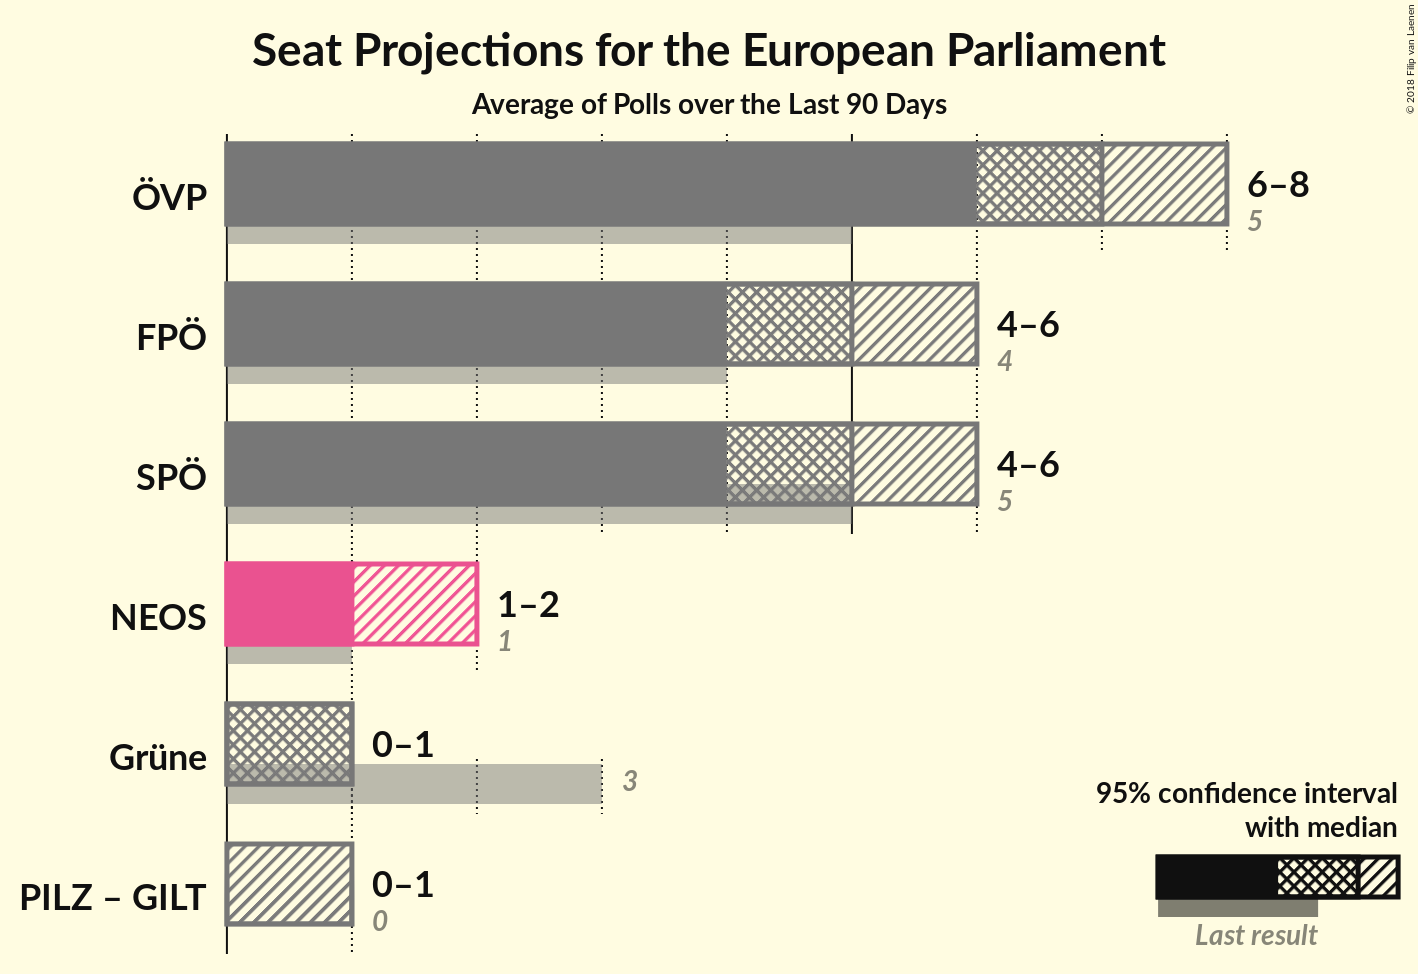 Seat Projections for the European Parliament
Average of Polls over the Last 90 Days
© 2018 Filip van Laenen
ÖVP
6–8
5
FPÖ
4–6
4
SPÖ
4–6
5
NEOS
1–2
1
Grüne
0–1
3
PILZ – GILT
0–1
0
95% confidence interval
with median
Last result